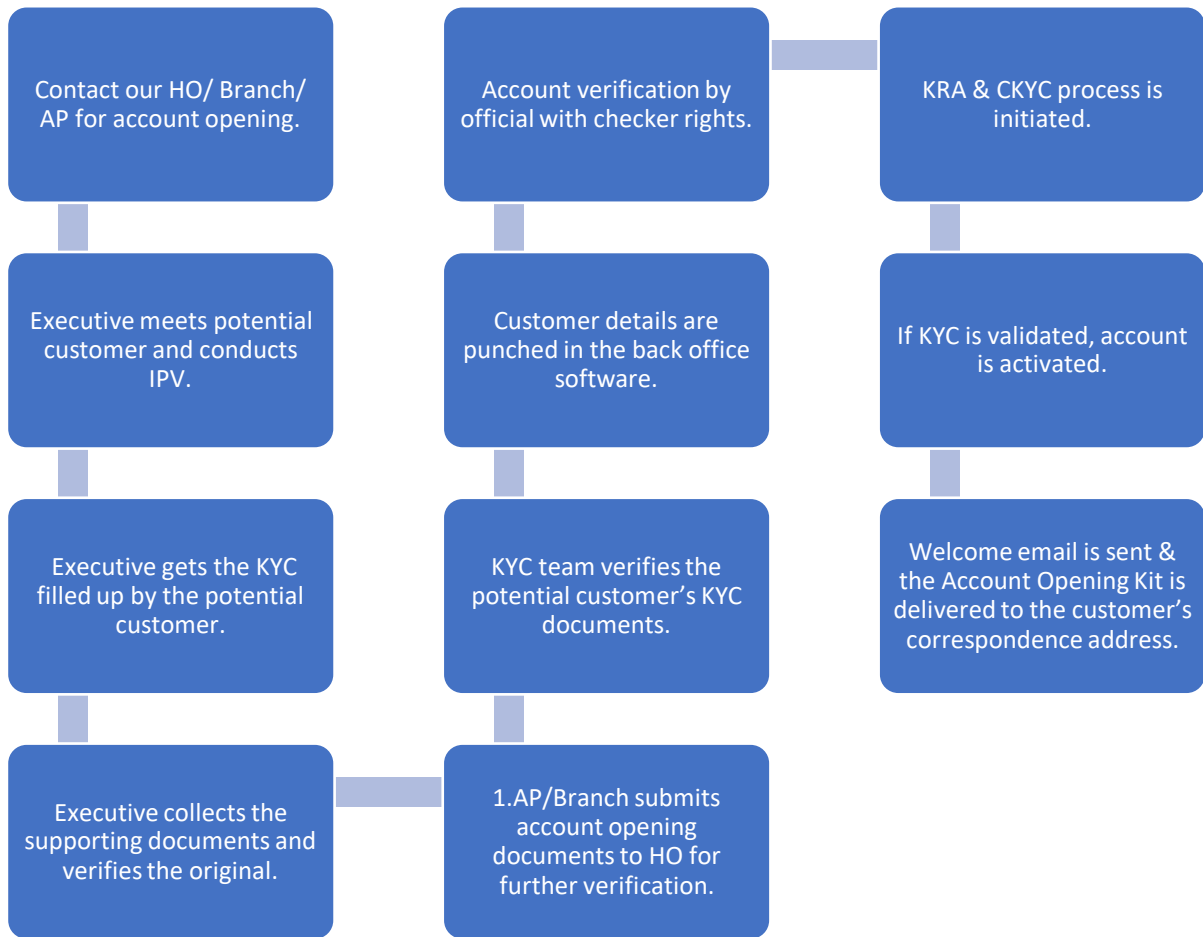 Contact our HO/ Branch/
AP for account opening.
Executive meets potential
customer and conducts
IPV.
Executive gets the KYC
filled up by the potential
customer.
Executive collects the
supporting documents and
verifies the original.
1.AP/Branch submits
account opening
documents to HO for
further verification.
KYC team verifies the
potential customer’s KYC
documents.
Customer details are
punched in the back office
software.
Account verification by
official with checker rights.
KRA & CKYC process is
initiated.
If KYC is validated, account
is activated.
Welcome email is sent &
the Account Opening Kit is
delivered to the customer’s
correspondence address.